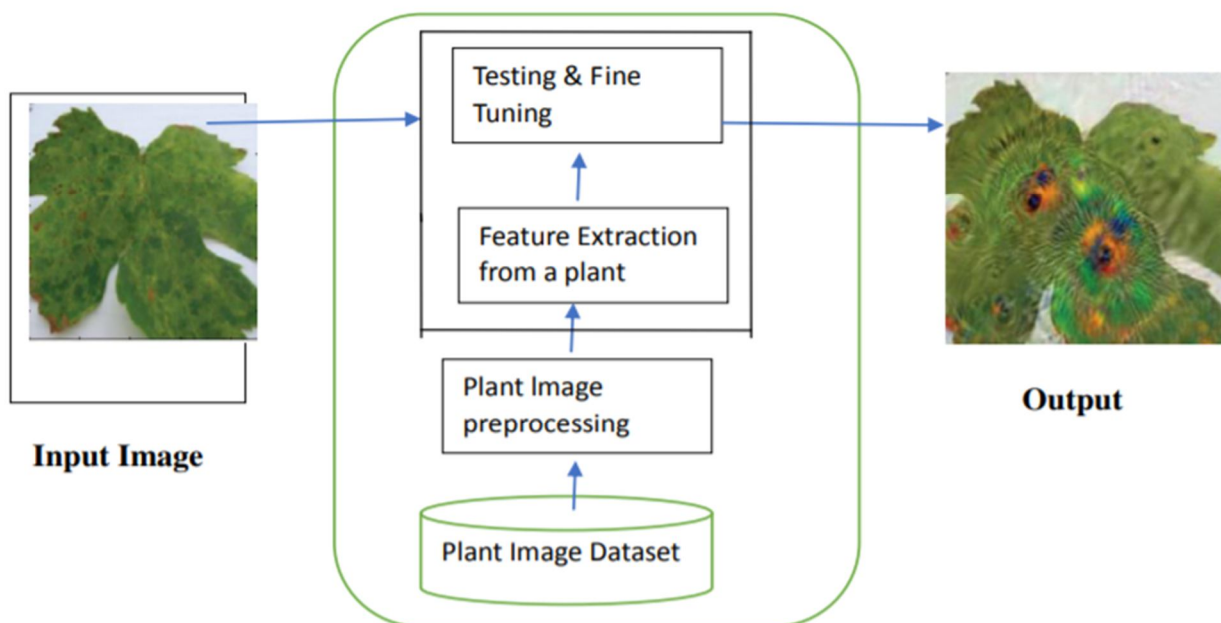 Input Image
Testing & Fine
Tuning
Feature Extraction
from a plant
Plant Image
preprocessing
Plant Image Dataset
Output